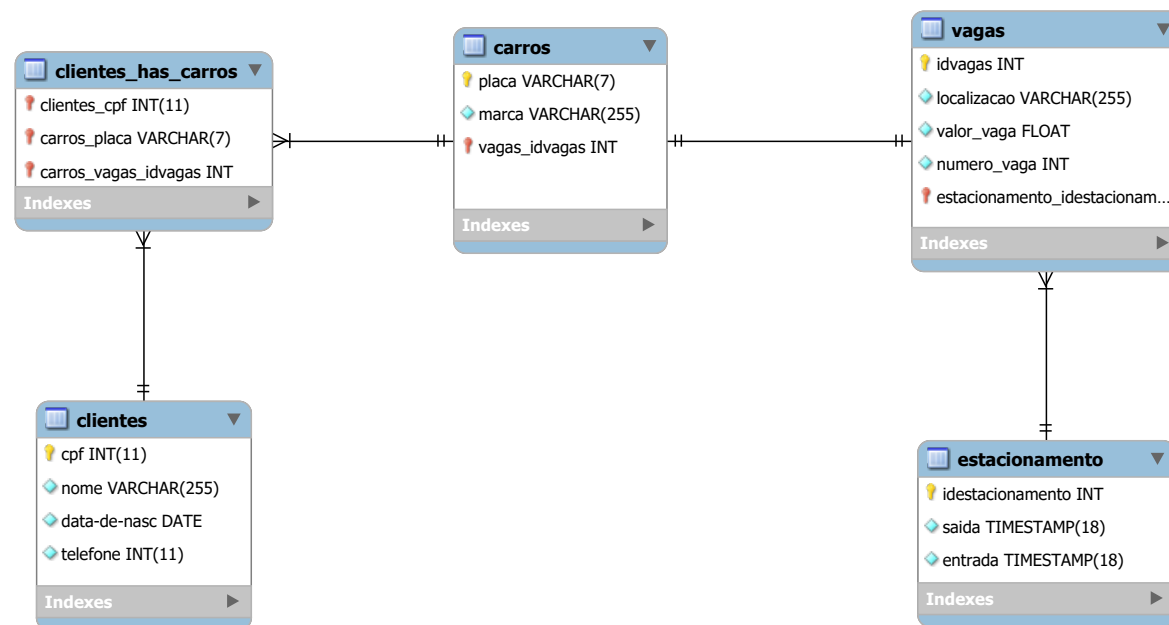 clientes_has_carros
clientes_cpf INT(11)
carros_placa VARCHAR(7)
carros_vagas_idvagas INT
Indexes
carros
placa VARCHAR(7)
marca VARCHAR(255)
vagas_idvagas INT
Indexes
vagas
idvagas INT
localizacao VARCHAR(255)
valor_vaga FLOAT
numero_vaga INT
estacionamento_idestacionam...
Indexes
clientes
cpf INT(11)
nome VARCHAR(255)
data-de-nasc DATE
telefone INT(11)
Indexes
estacionamento
idestacionamento INT
saida TIMESTAMP(18)
entrada TIMESTAMP(18)
Indexes